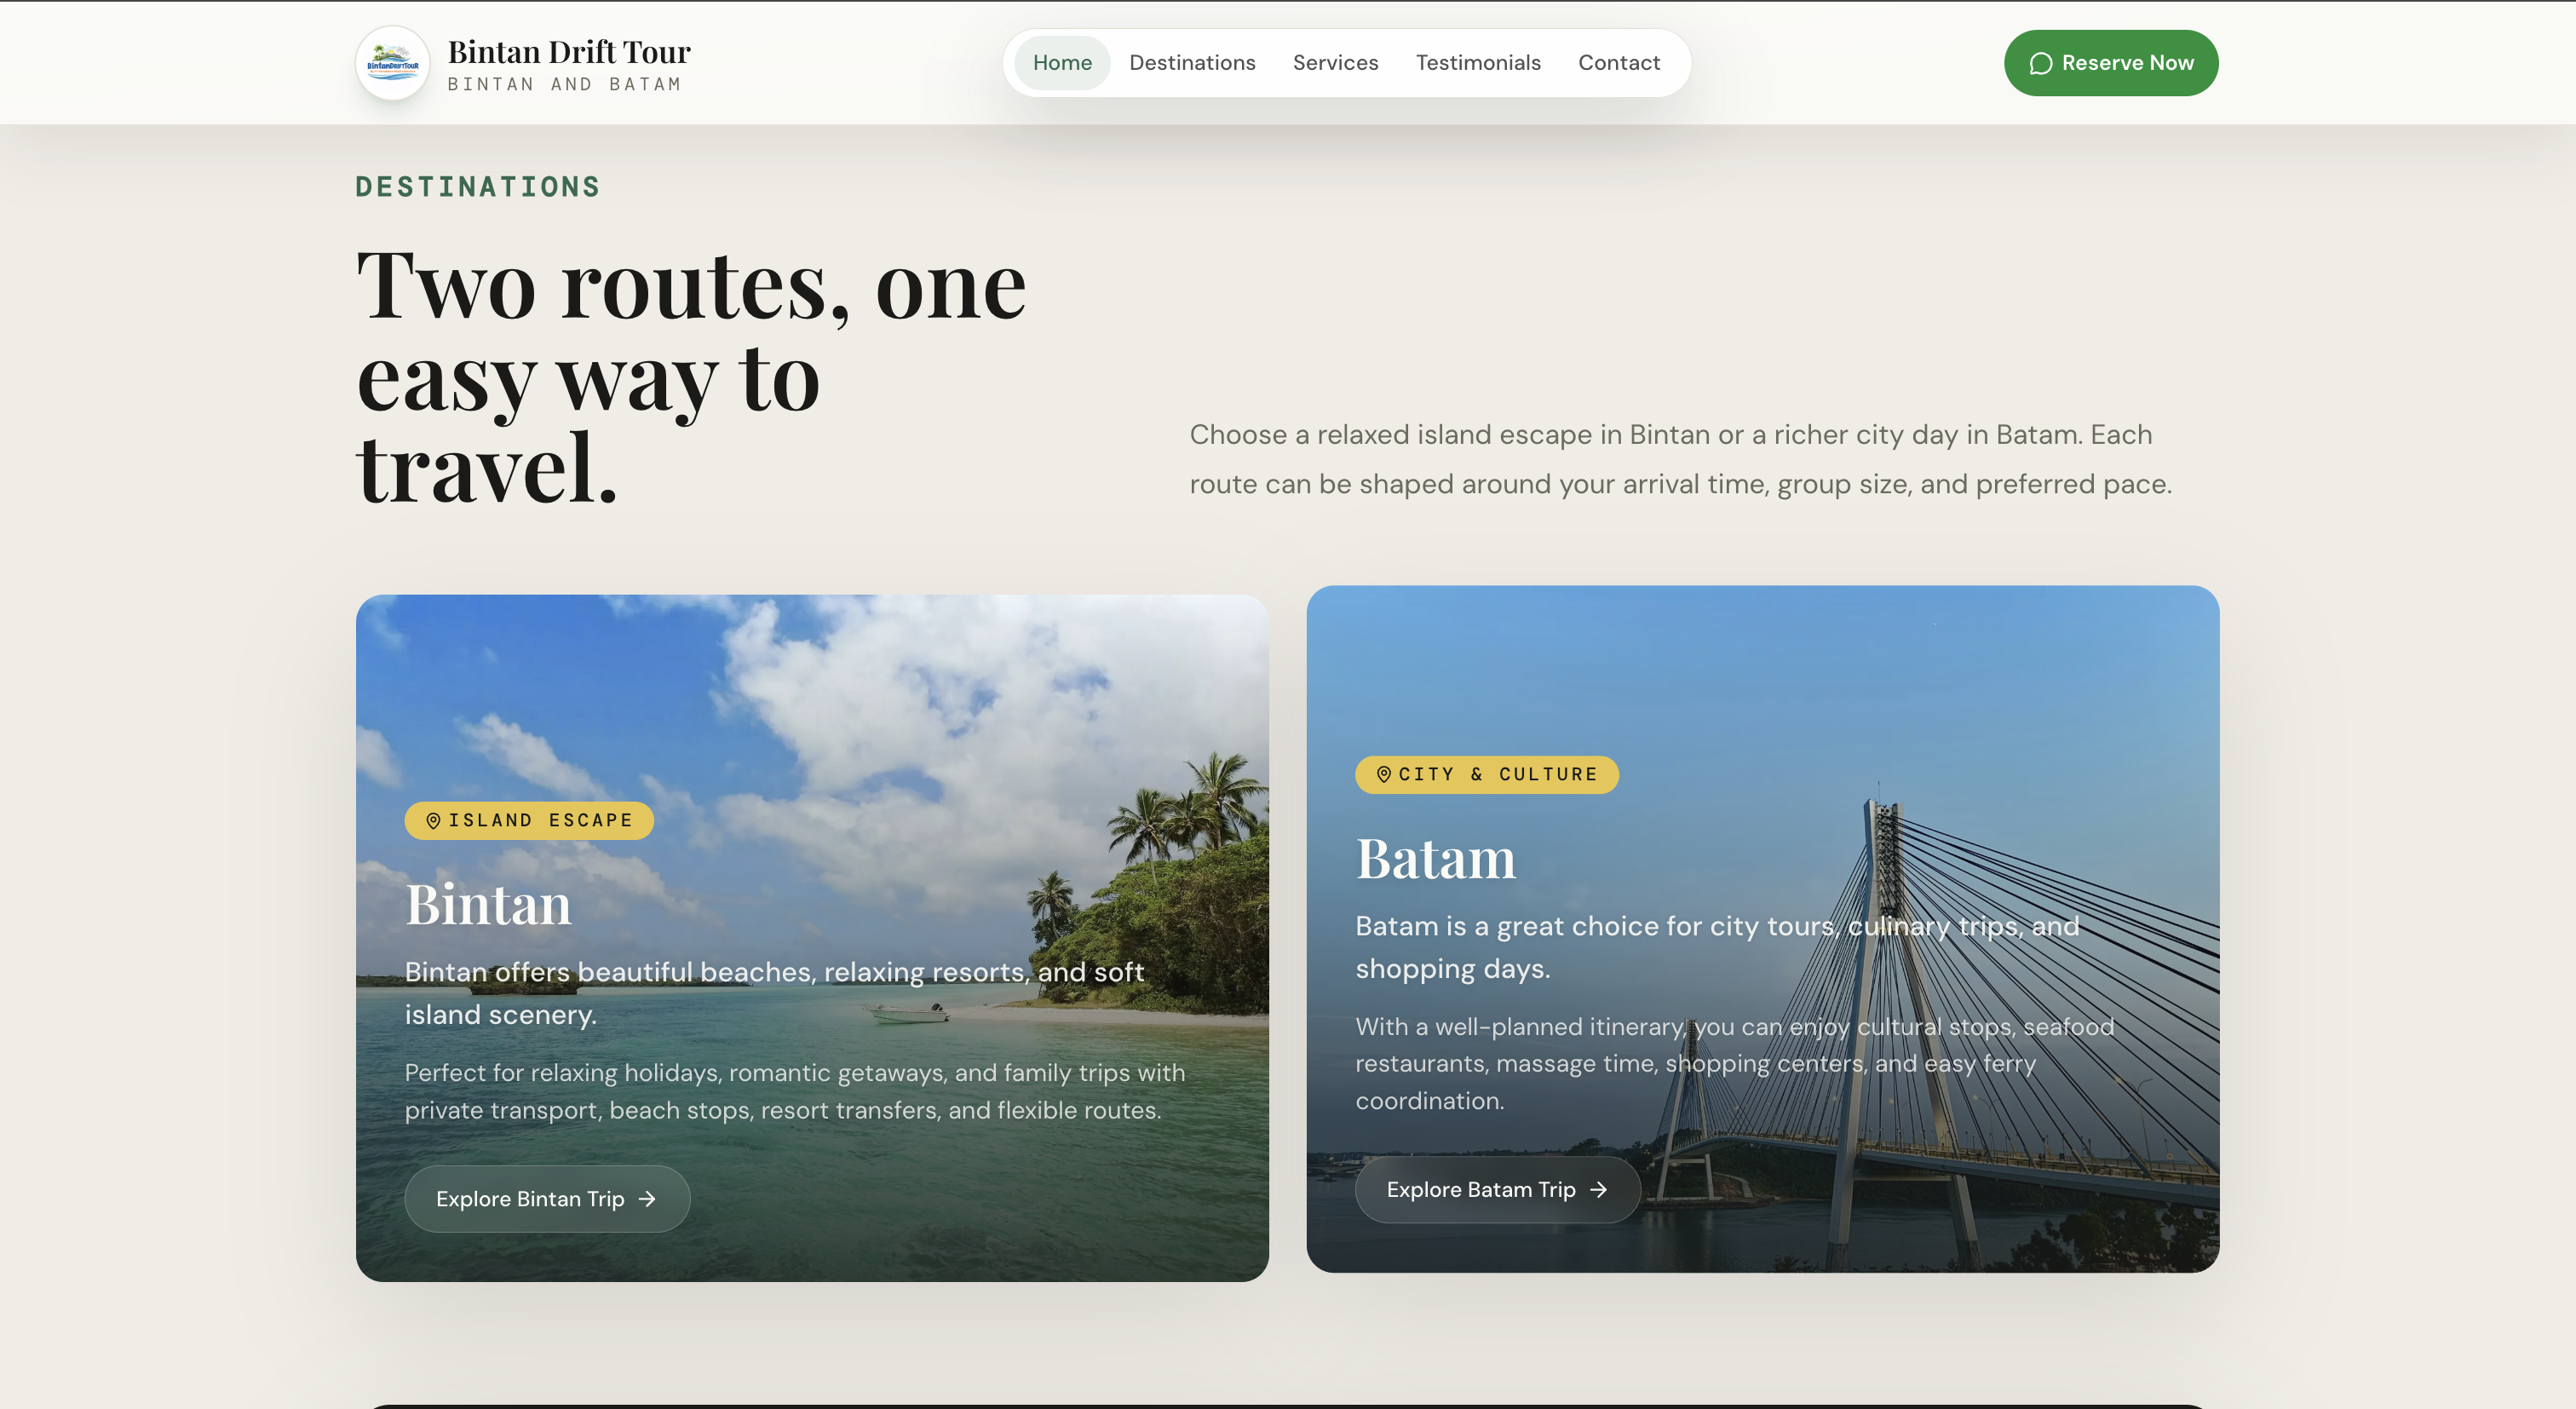 BintanDriftTour
Bintan Drift Tour
BINTAN AND BATAM
Home
Destinations
Services
Testimonials
Contact
Reserve Now
DESTINATIONS
Two routes, one
easy way to
travel.
Choose a relaxed island escape in Bintan or a richer city day in Batam. Each
route can be shaped around your arrival time, group size, and preferred pace.
ISLAND ESCAPE
Bintan
Bintan offers beautiful beaches, relaxing resorts, and soft
island scenery.
Perfect for relaxing holidays, romantic getaways, and family trips with
private transport, beach stops, resort transfers, and flexible routes.
Explore Bintan Trip
CITY & CULTURE
Batam
Batam is a great choice for city tours, culinary trips, and
shopping days.
With a well-planned itinerary, you can enjoy cultural stops, seafood
restaurants, massage time, shopping centers, and easy ferry
coordination.
Explore Batam Trip